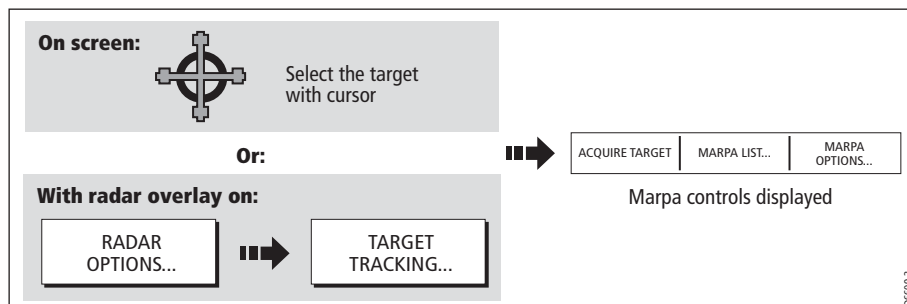 On screen:
Select the target
with cursor
Or:
With radar overlay on:
RADAR
OPTIONS...
TARGET
TRACKING...
ACQUIRE TARGET
MARPA LIST...
MARPA
OPTIONS...
Marpa controls displayed